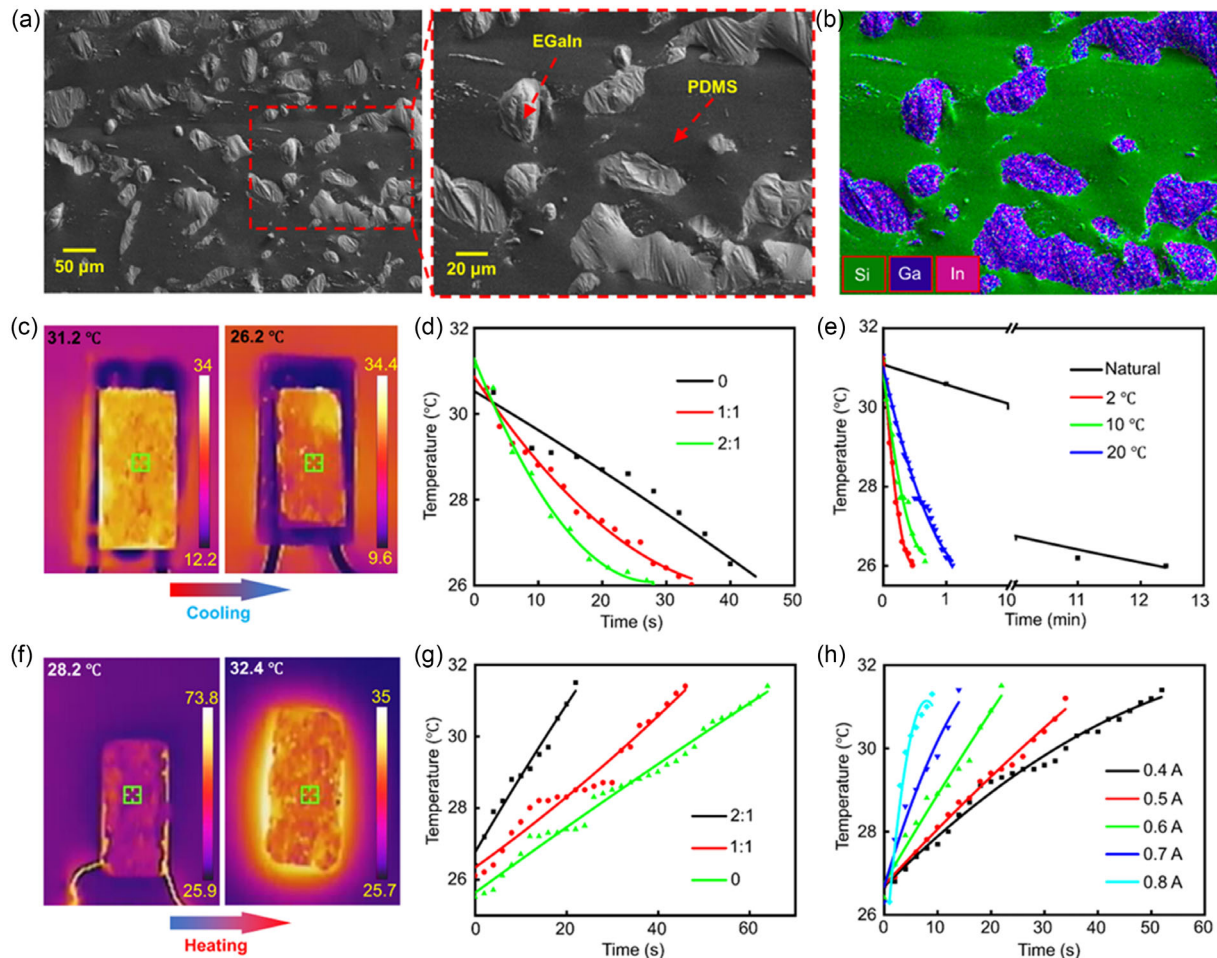 (a)
EGaIn
PDMS
50 µm
20 µm
(b)
Si
Ga
In
(c)
31.2 ℃
34
12.2
26.2 ℃
34.4
9.6
Cooling
(d)
32
30
28
26
Temperature (℃)
0
1:1
2:1
0
10
20
30
40
50
Time (s)
(e)
32
30
28
26
Temperature (℃)
Natural
2 ℃
10 ℃
20 ℃
0
1
10
11
12
13
Time (min)
(f)
28.2 ℃
73.8
25.9
32.4 ℃
35
25.7
Heating
(g)
32
30
28
26
Temperature (℃)
2:1
1:1
0
0
20
40
60
Time (s)
(h)
32
30
28
26
Temperature (℃)
0.4 A
0.5 A
0.6 A
0.7 A
0.8 A
0
10
20
30
40
50
60
Time (s)